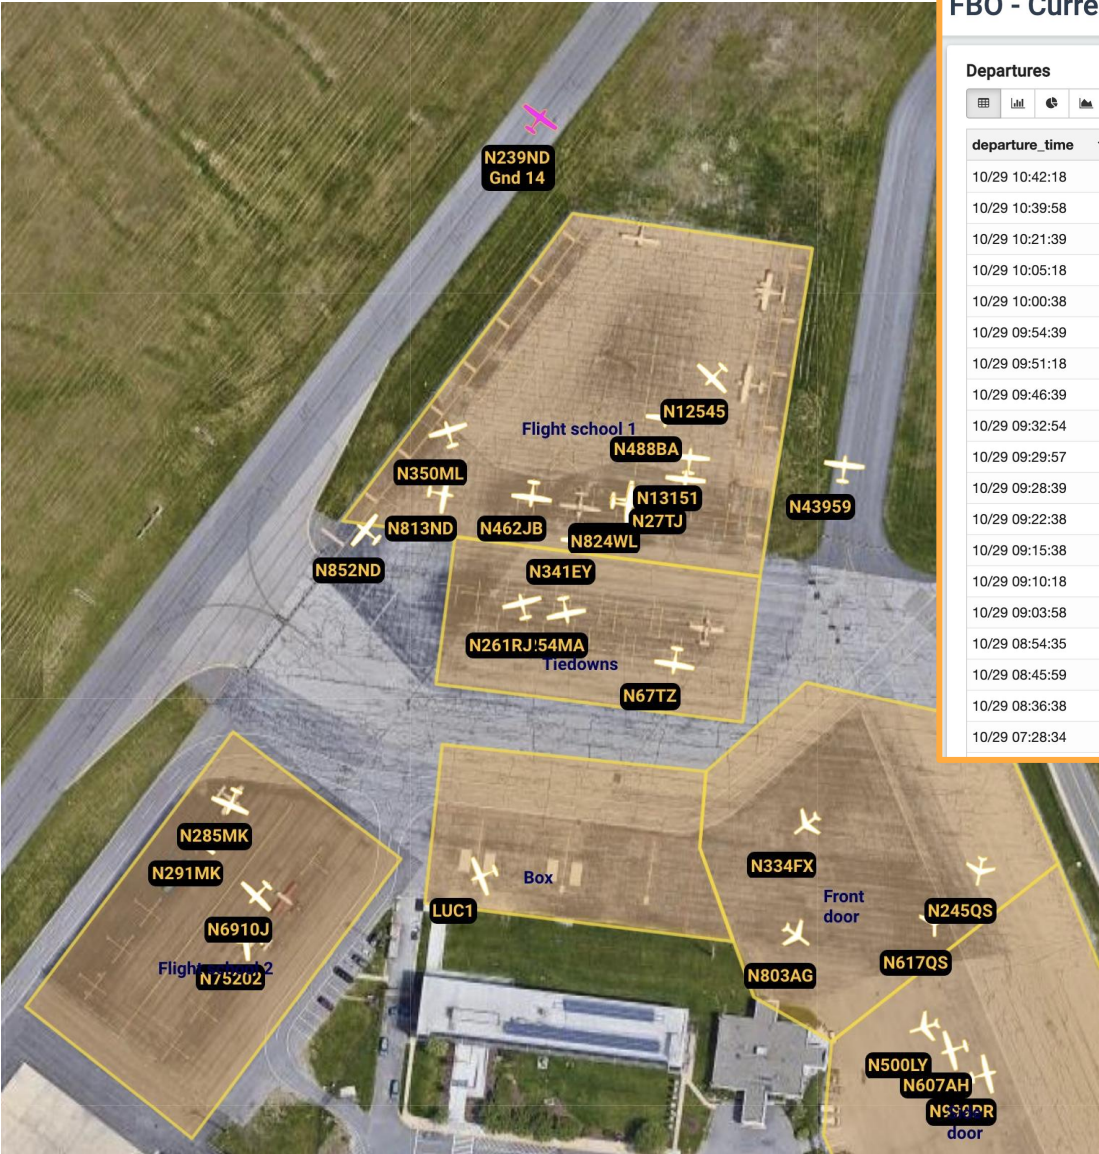 FBO - Curre
Departures
departure_time
10/29 10:42:18
10/29 10:39:58
10/29 10:21:39
10/29 10:05:18
10/29 10:00:38
10/29 09:54:39
10/29 09:51:18
10/29 09:46:39
10/29 09:32:54
10/29 09:29:57
10/29 09:28:39
10/29 09:22:38
10/29 09:15:38
10/29 09:10:18
10/29 09:03:58
10/29 08:54:35
10/29 08:45:59
10/29 08:36:38
10/29 07:28:34
N239ND
Gnd 14
N12545
Flight school 1
N488BA
N350ML
N13151
N43959
N813ND
N462JB
N27TJ
N824WL
N852ND
N341EY
N261RJ
54MA
Tiedowns
N67TZ
N285MK
N291MK
N334FX
Box
Front
door
LUC1
N245QS
N6910J
N617QS
Flight school 2
N75202
N803AG
N500LY
N607AH
door